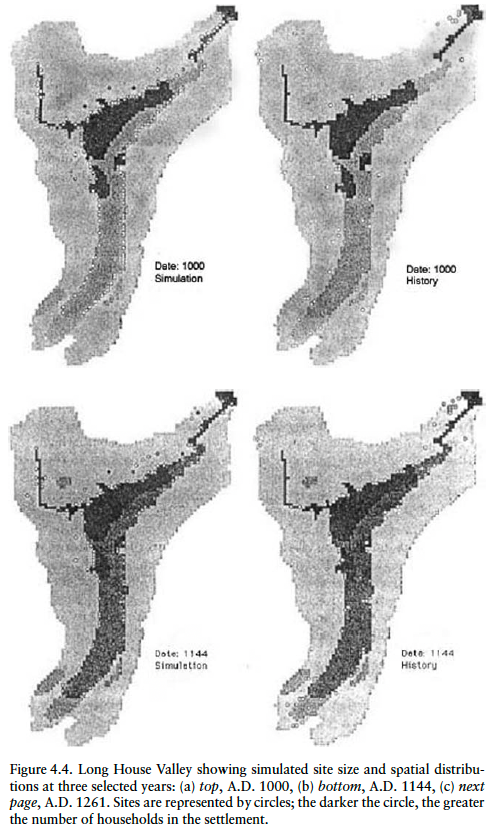 Date: 1000
Simulation
Date: 1000
History
Date: 1144
Simulation
Date: 1144
History
Figure 4.4. Long House Valley showing simulated site size and spatial distribu-
tions at three selected years: (a) top, A.D. 1000, (b) bottom, A.D. 1144, (c) next
page, A.D. 1261. Sites are represented by circles; the darker the circle, the greater
the number of households in the settlement.